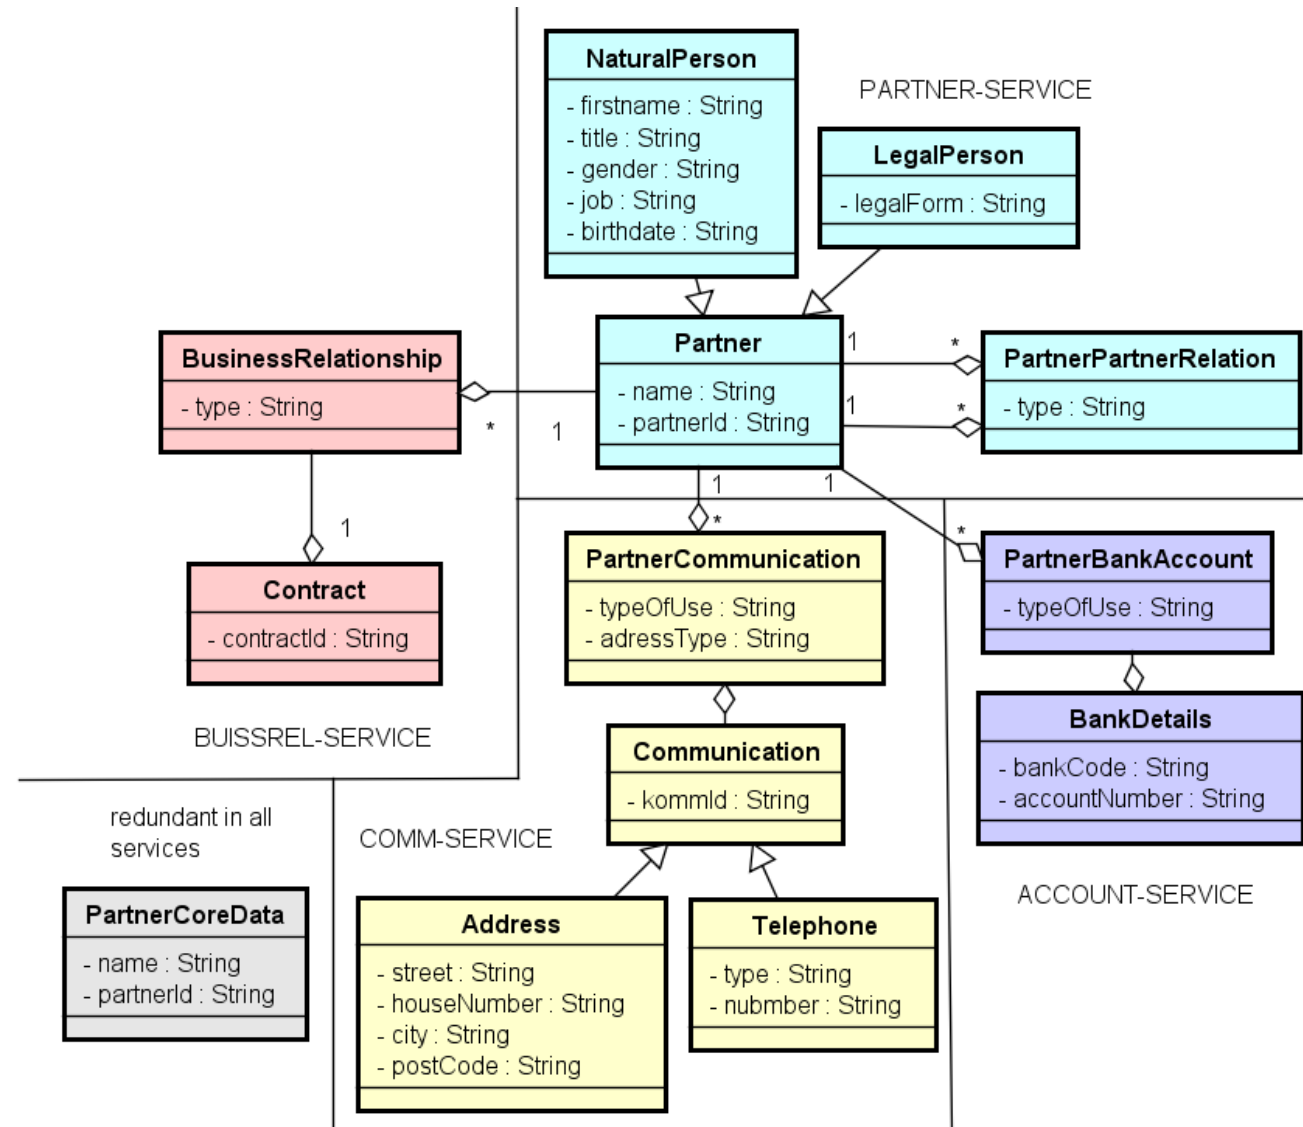 NaturalPerson
- firstname : String
- title : String
- gender : String
- job : String
- birthdate : String
PARTNER-SERVICE
LegalPerson
- legalForm : String
BusinessRelationship
- type : String
*
1
Partner
- name : String
- partnerId : String
1
*
1
*
PartnerPartnerRelation
- type : String
1
*
1
*
1
Contract
- contractId : String
BUISSREL-SERVICE
PartnerCommunication
- typeOfUse : String
- adressType : String
PartnerBankAccount
- typeOfUse : String
BankDetails
- bankCode : String
- accountNumber : String
ACCOUNT-SERVICE
Communication
- kommId : String
COMM-SERVICE
redundant in all
services
PartnerCoreData
- name : String
- partnerId : String
Address
- street : String
- houseNumber : String
- city : String
- postCode : String
Telephone
- type : String
- nubmber : String